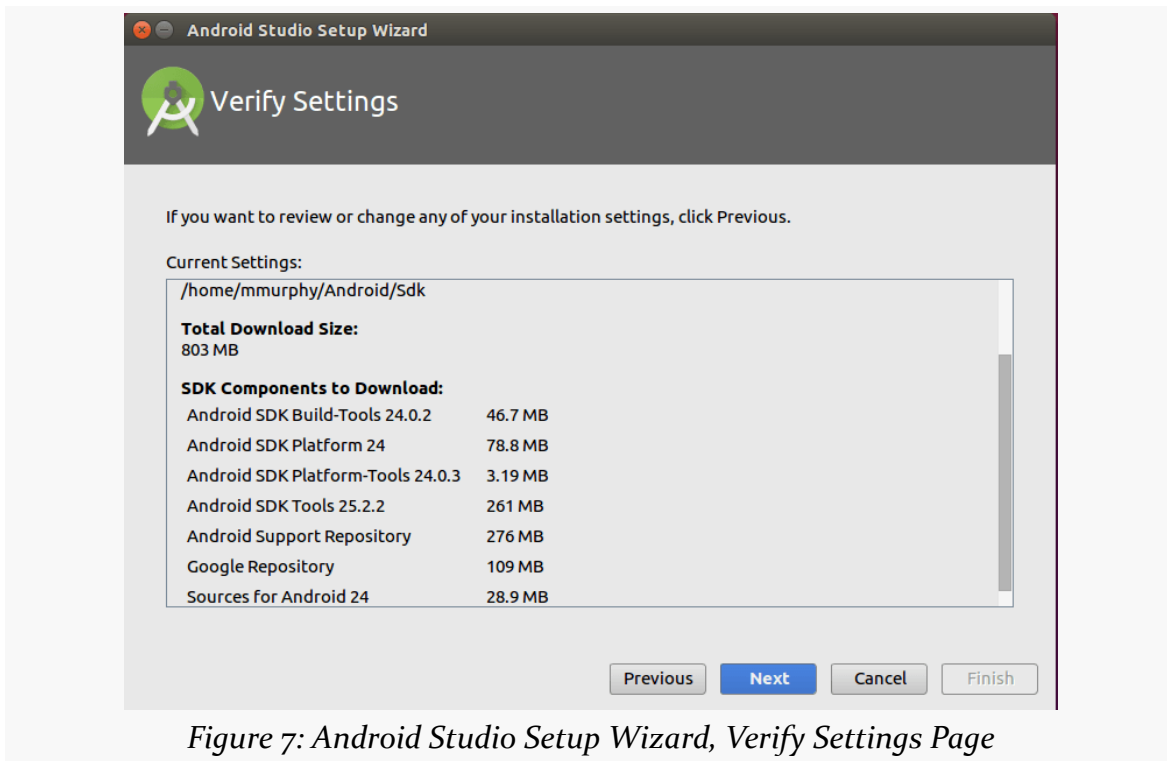 Android Studio Setup Wizard
Verify Settings
If you want to review or change any of your installation settings, click Previous.
Current Settings:
/home/mmurphy/Android/Sdk
Total Download Size:
803 MB
SDK Components to Download:
Android SDK Build-Tools 24.0.2 46.7 MB
Android SDK Platform 24 78.8 MB
Android SDK Platform-Tools 24.0.3 3.19 MB
Android SDK Tools 25.2.2 261 MB
Android Support Repository 276 MB
Google Repository 109 MB
Sources for Android 24 28.9 MB
Previous Next Cancel Finish
Figure 7: Android Studio Setup Wizard, Verify Settings Page